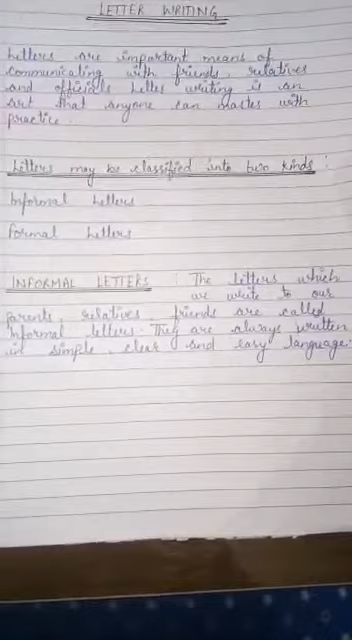 LETTER WRITING
Letters are important means of
communicating with friends, relatives
and officials letter writing is an
art that anyone can master with
practice.
Letters may be classified into two kinds :
Informal Letters
Formal Letters
INFORMAL LETTERS : The letters which
we write to our
parents, relatives, friends are called
Informal letters. They are always written
in simple, clear and easy language.